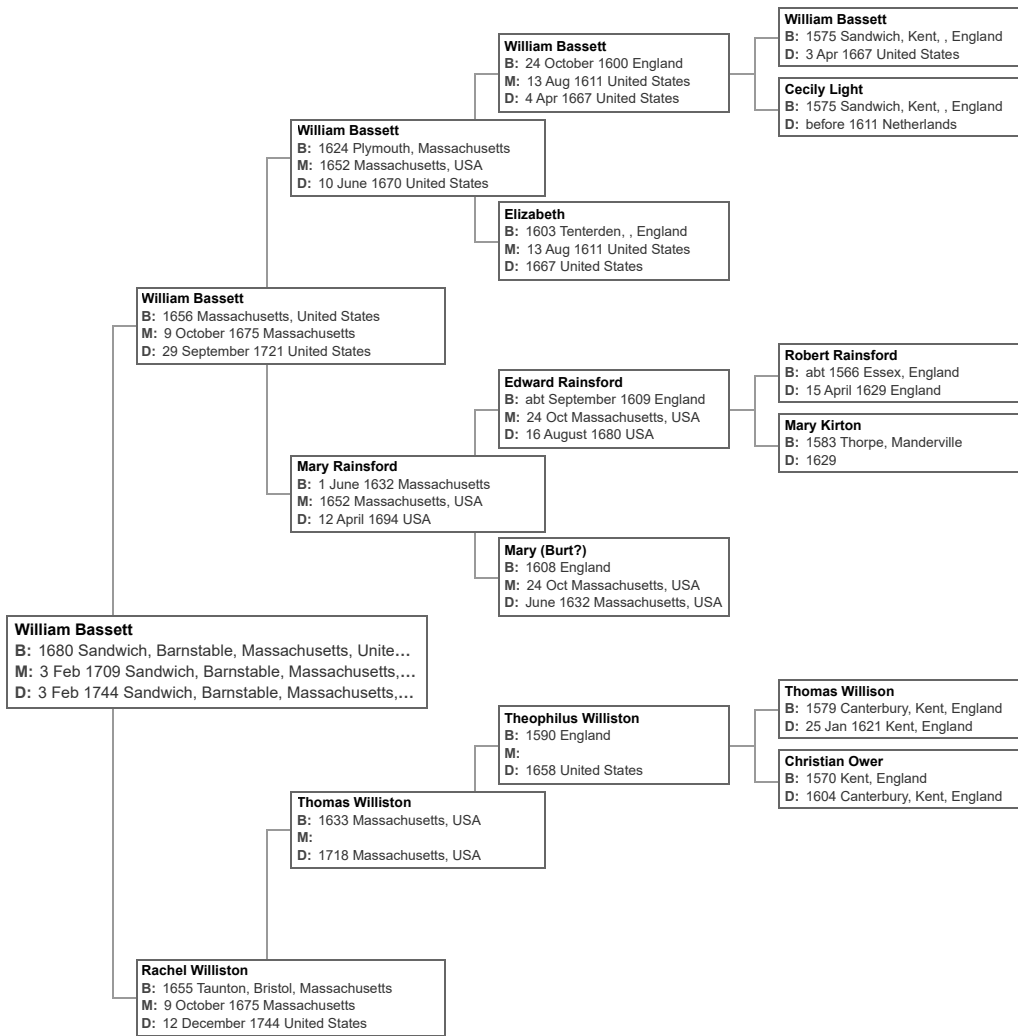 William Bassett
B: 1575 Sandwich, Kent, , England
D: 3 Apr 1667 United States
William Bassett
B: 24 October 1600 England
M: 13 Aug 1611 United States
D: 4 Apr 1667 United States
Cecily Light
B: 1575 Sandwich, Kent, , England
D: before 1611 Netherlands
William Bassett
B: 1624 Plymouth, Massachusetts
M: 1652 Massachusetts, USA
D: 10 June 1670 United States
Elizabeth
B: 1603 Tenterden, , England
M: 13 Aug 1611 United States
D: 1667 United States
William Bassett
B: 1656 Massachusetts, United States
M: 9 October 1675 Massachusetts
D: 29 September 1721 United States
Robert Rainsford
B: abt 1566 Essex, England
D: 15 April 1629 England
Edward Rainsford
B: abt September 1609 England
M: 24 Oct Massachusetts, USA
D: 16 August 1680 USA
Mary Kirton
B: 1583 Thorpe, Manderville
D: 1629
Mary Rainsford
B: 1 June 1632 Massachusetts
M: 1652 Massachusetts, USA
D: 12 April 1694 USA
Mary (Burt?)
B: 1608 England
M: 24 Oct Massachusetts, USA
D: June 1632 Massachusetts, USA
William Bassett
B: 1680 Sandwich, Barnstable, Massachusetts, Unite...
M: 3 Feb 1709 Sandwich, Barnstable, Massachusetts,...
D: 3 Feb 1744 Sandwich, Barnstable, Massachusetts,...
Thomas Willison
B: 1579 Canterbury, Kent, England
D: 25 Jan 1621 Kent, England
Theophilus Williston
B: 1590 England
M:
D: 1658 United States
Christian Ower
B: 1570 Kent, England
D: 1604 Canterbury, Kent, England
Thomas Williston
B: 1633 Massachusetts, USA
M:
D: 1718 Massachusetts, USA
Rachel Williston
B: 1655 Taunton, Bristol, Massachusetts
M: 9 October 1675 Massachusetts
D: 12 December 1744 United States